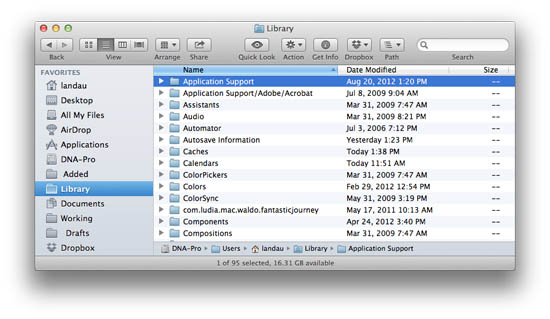 Library
Back View Arrange Share Quick Look Action Get Info Dropbox Path Search
FAVORITES
landau
Desktop
All My Files
AirDrop
Applications
DNA-Pro
Added
Library
Documents
Working
Drafts
Dropbox
Name Date Modified Size
Application Support Aug 20, 2012 1:20 PM --
Application Support/Adobe/Acrobat Jul 8, 2009 9:04 AM --
Assistants Mar 31, 2009 7:47 AM --
Audio Mar 31, 2009 8:21 PM --
Automator Jul 3, 2006 7:12 PM --
Autosave Information Yesterday 1:23 PM --
Caches Today 1:38 PM --
Calendars Today 11:51 AM --
ColorPickers Mar 31, 2009 7:47 AM --
Colors Feb 29, 2012 12:54 PM --
ColorSync May 31, 2009 3:19 PM --
com.ludia.mac.waldo.fantasticjourney May 17, 2011 10:13 AM --
Components Apr 24, 2012 3:40 PM --
Compositions Mar 31, 2009 7:47 AM --
DNA-Pro Users landau Library Application Support
1 of 95 selected, 16.31 GB available